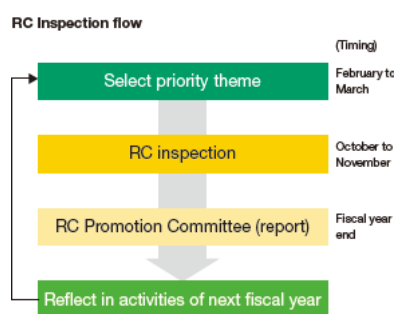 RC Inspection flow
(Timing)
Select priority theme
February to
March
RC inspection
October to
November
RC Promotion Committee (report)
Fiscal year
end
Reflect in activities of next fiscal year